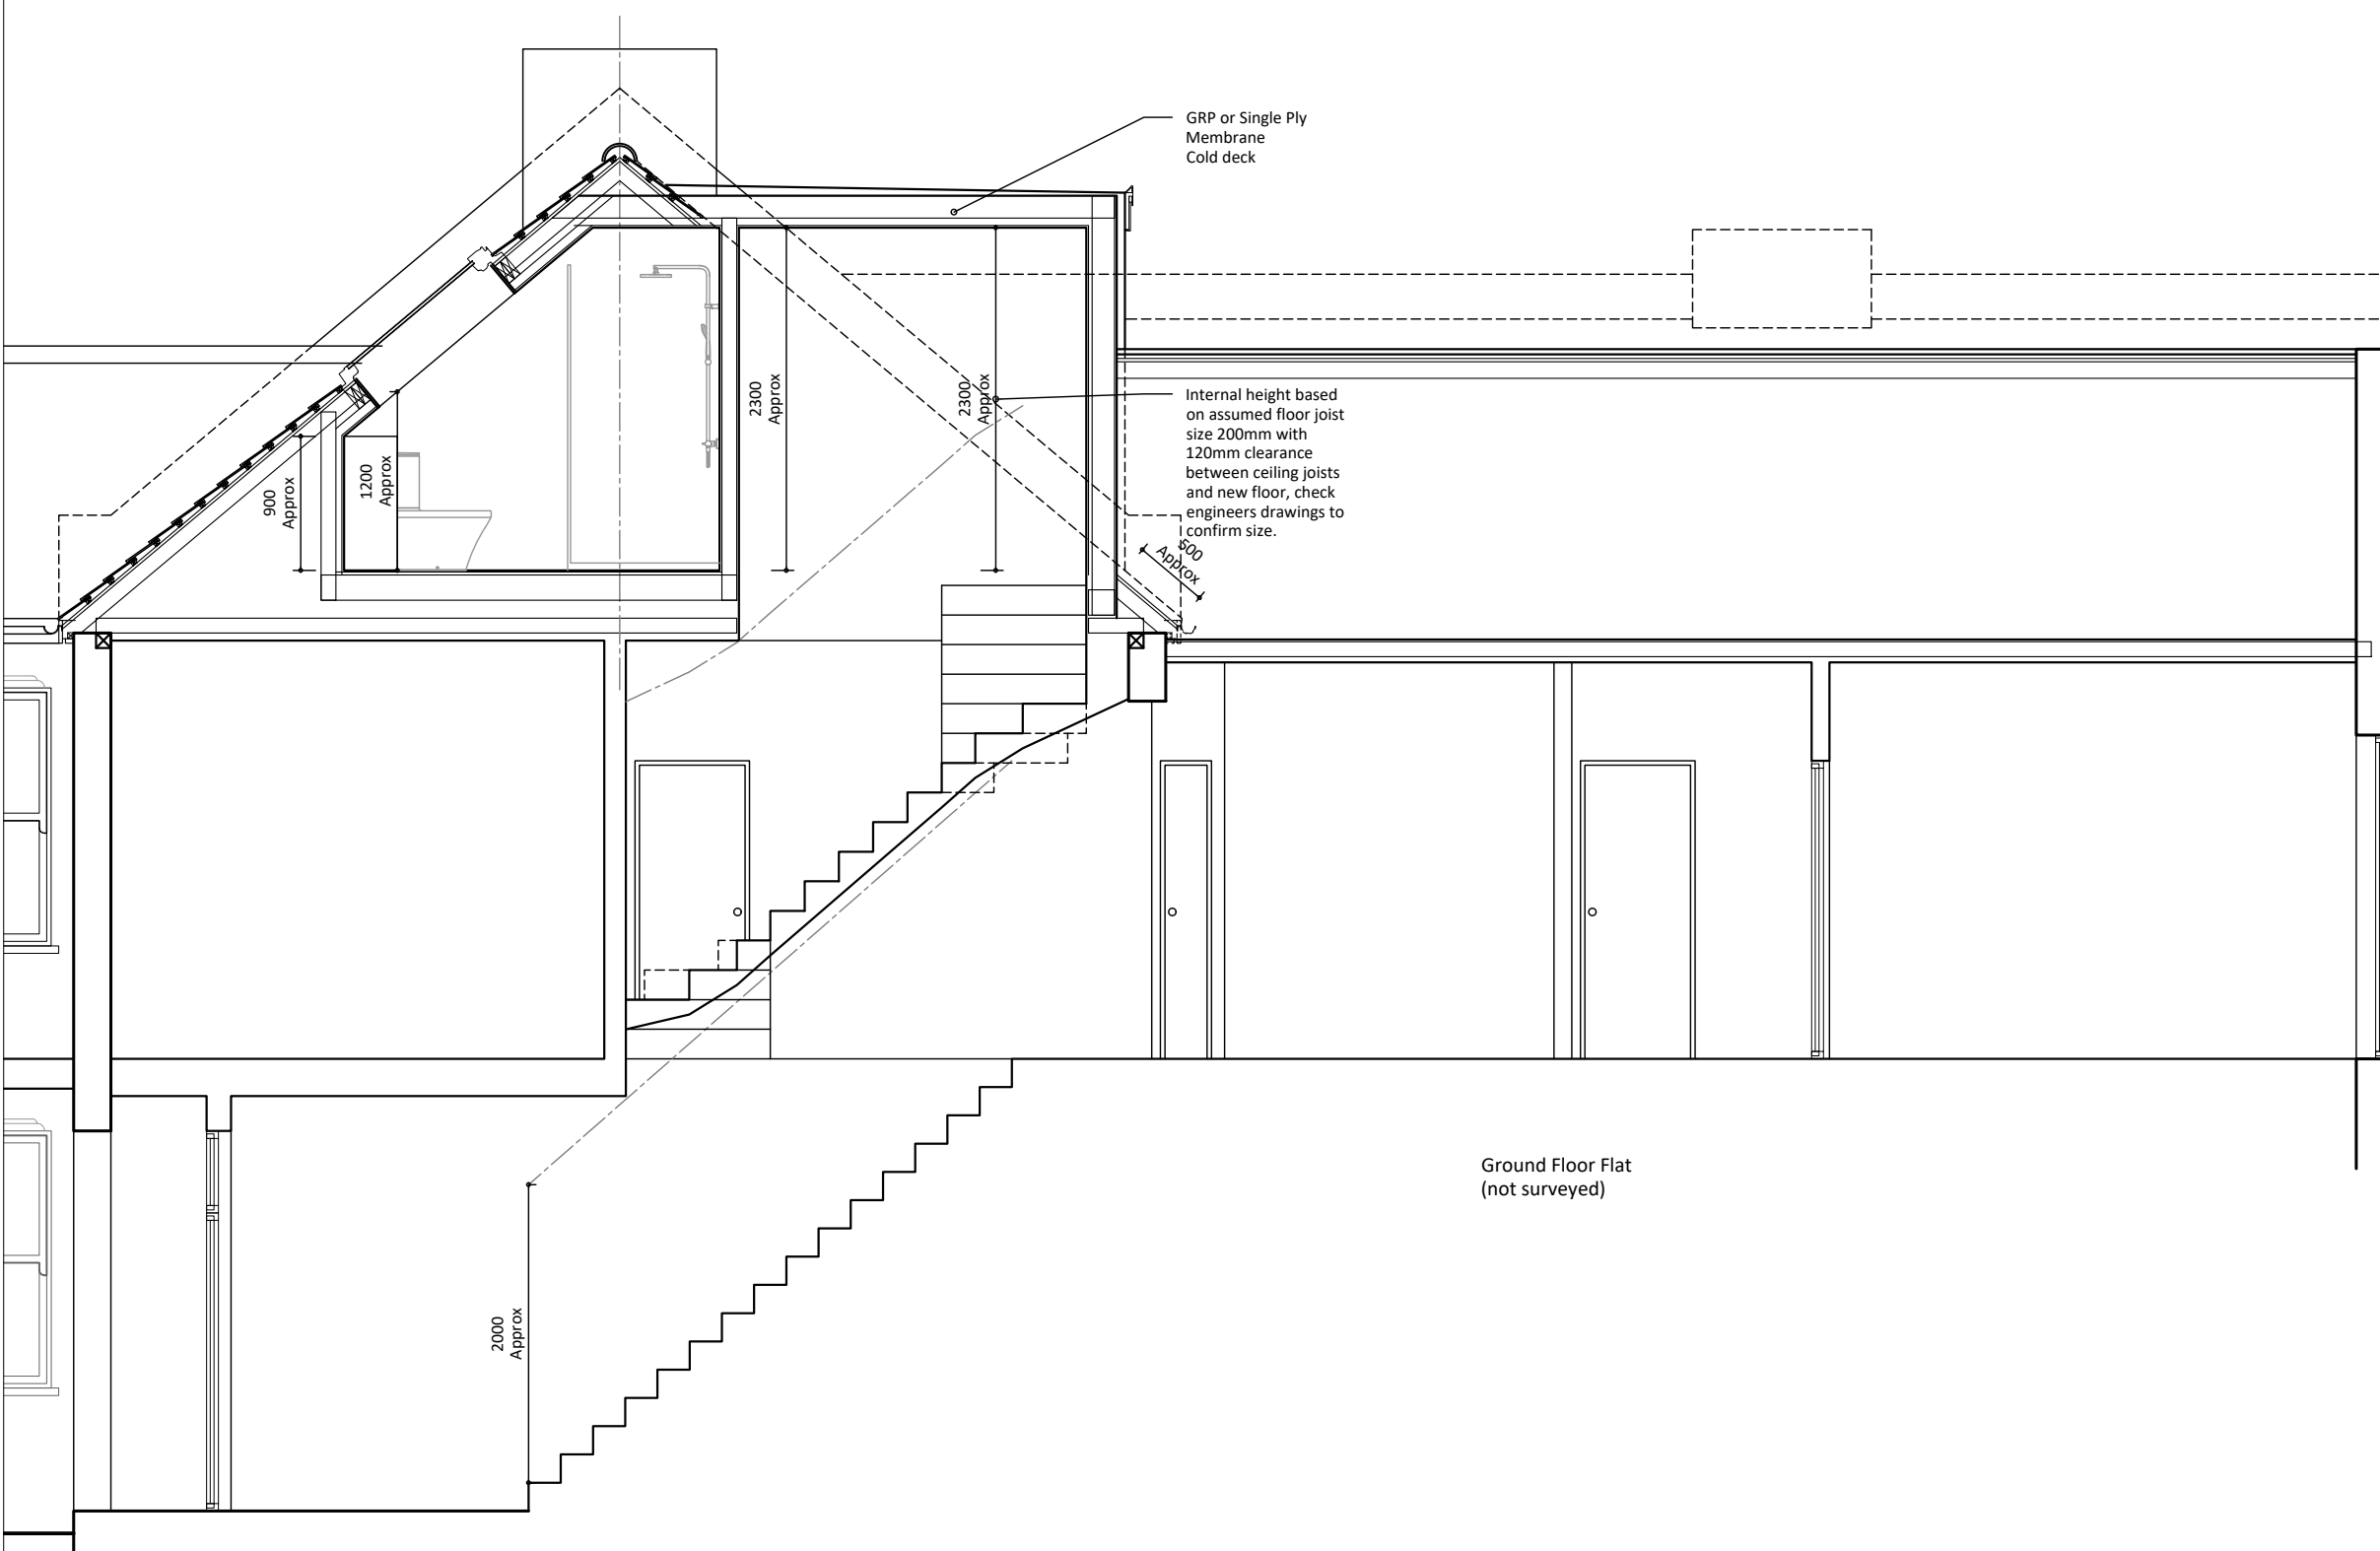 GRP or Single Ply
Membrane
Cold deck
2300
Approx
2300
Approx
Internal height based
on assumed floor joist
size 200mm with
120mm clearance
between ceiling joists
and new floor, check
engineers drawings to
confirm size.
900
Approx
1200
Approx
500
Approx
Ground Floor Flat
(not surveyed)
2000
Approx